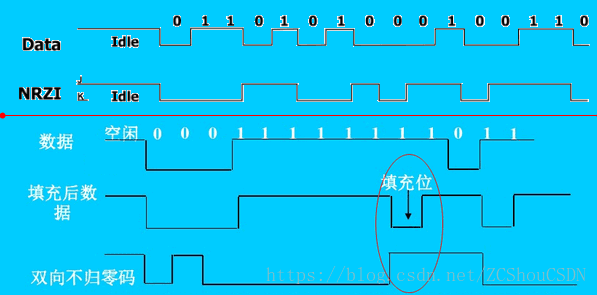 0 1 1 0 1 0 1 0 0 0 1 0 0 1 1 0
Data Idle
NRZI J K Idle
空闲 0 0 0 1 1 1 1 1 1 1 1 1 1 0 1 1
数据
填充位
填充后数
据
双向不归零码
https://blog.csdn.net/ZCShouCSDN